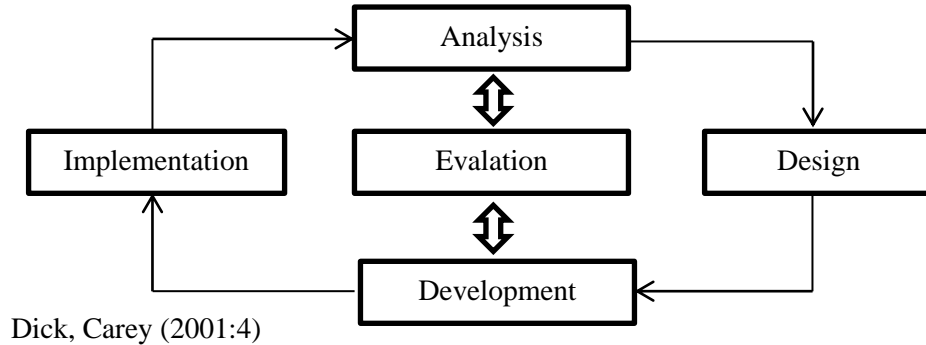 Analysis
Implementation
Evalation
Design
Development
Dick, Carey (2001:4)